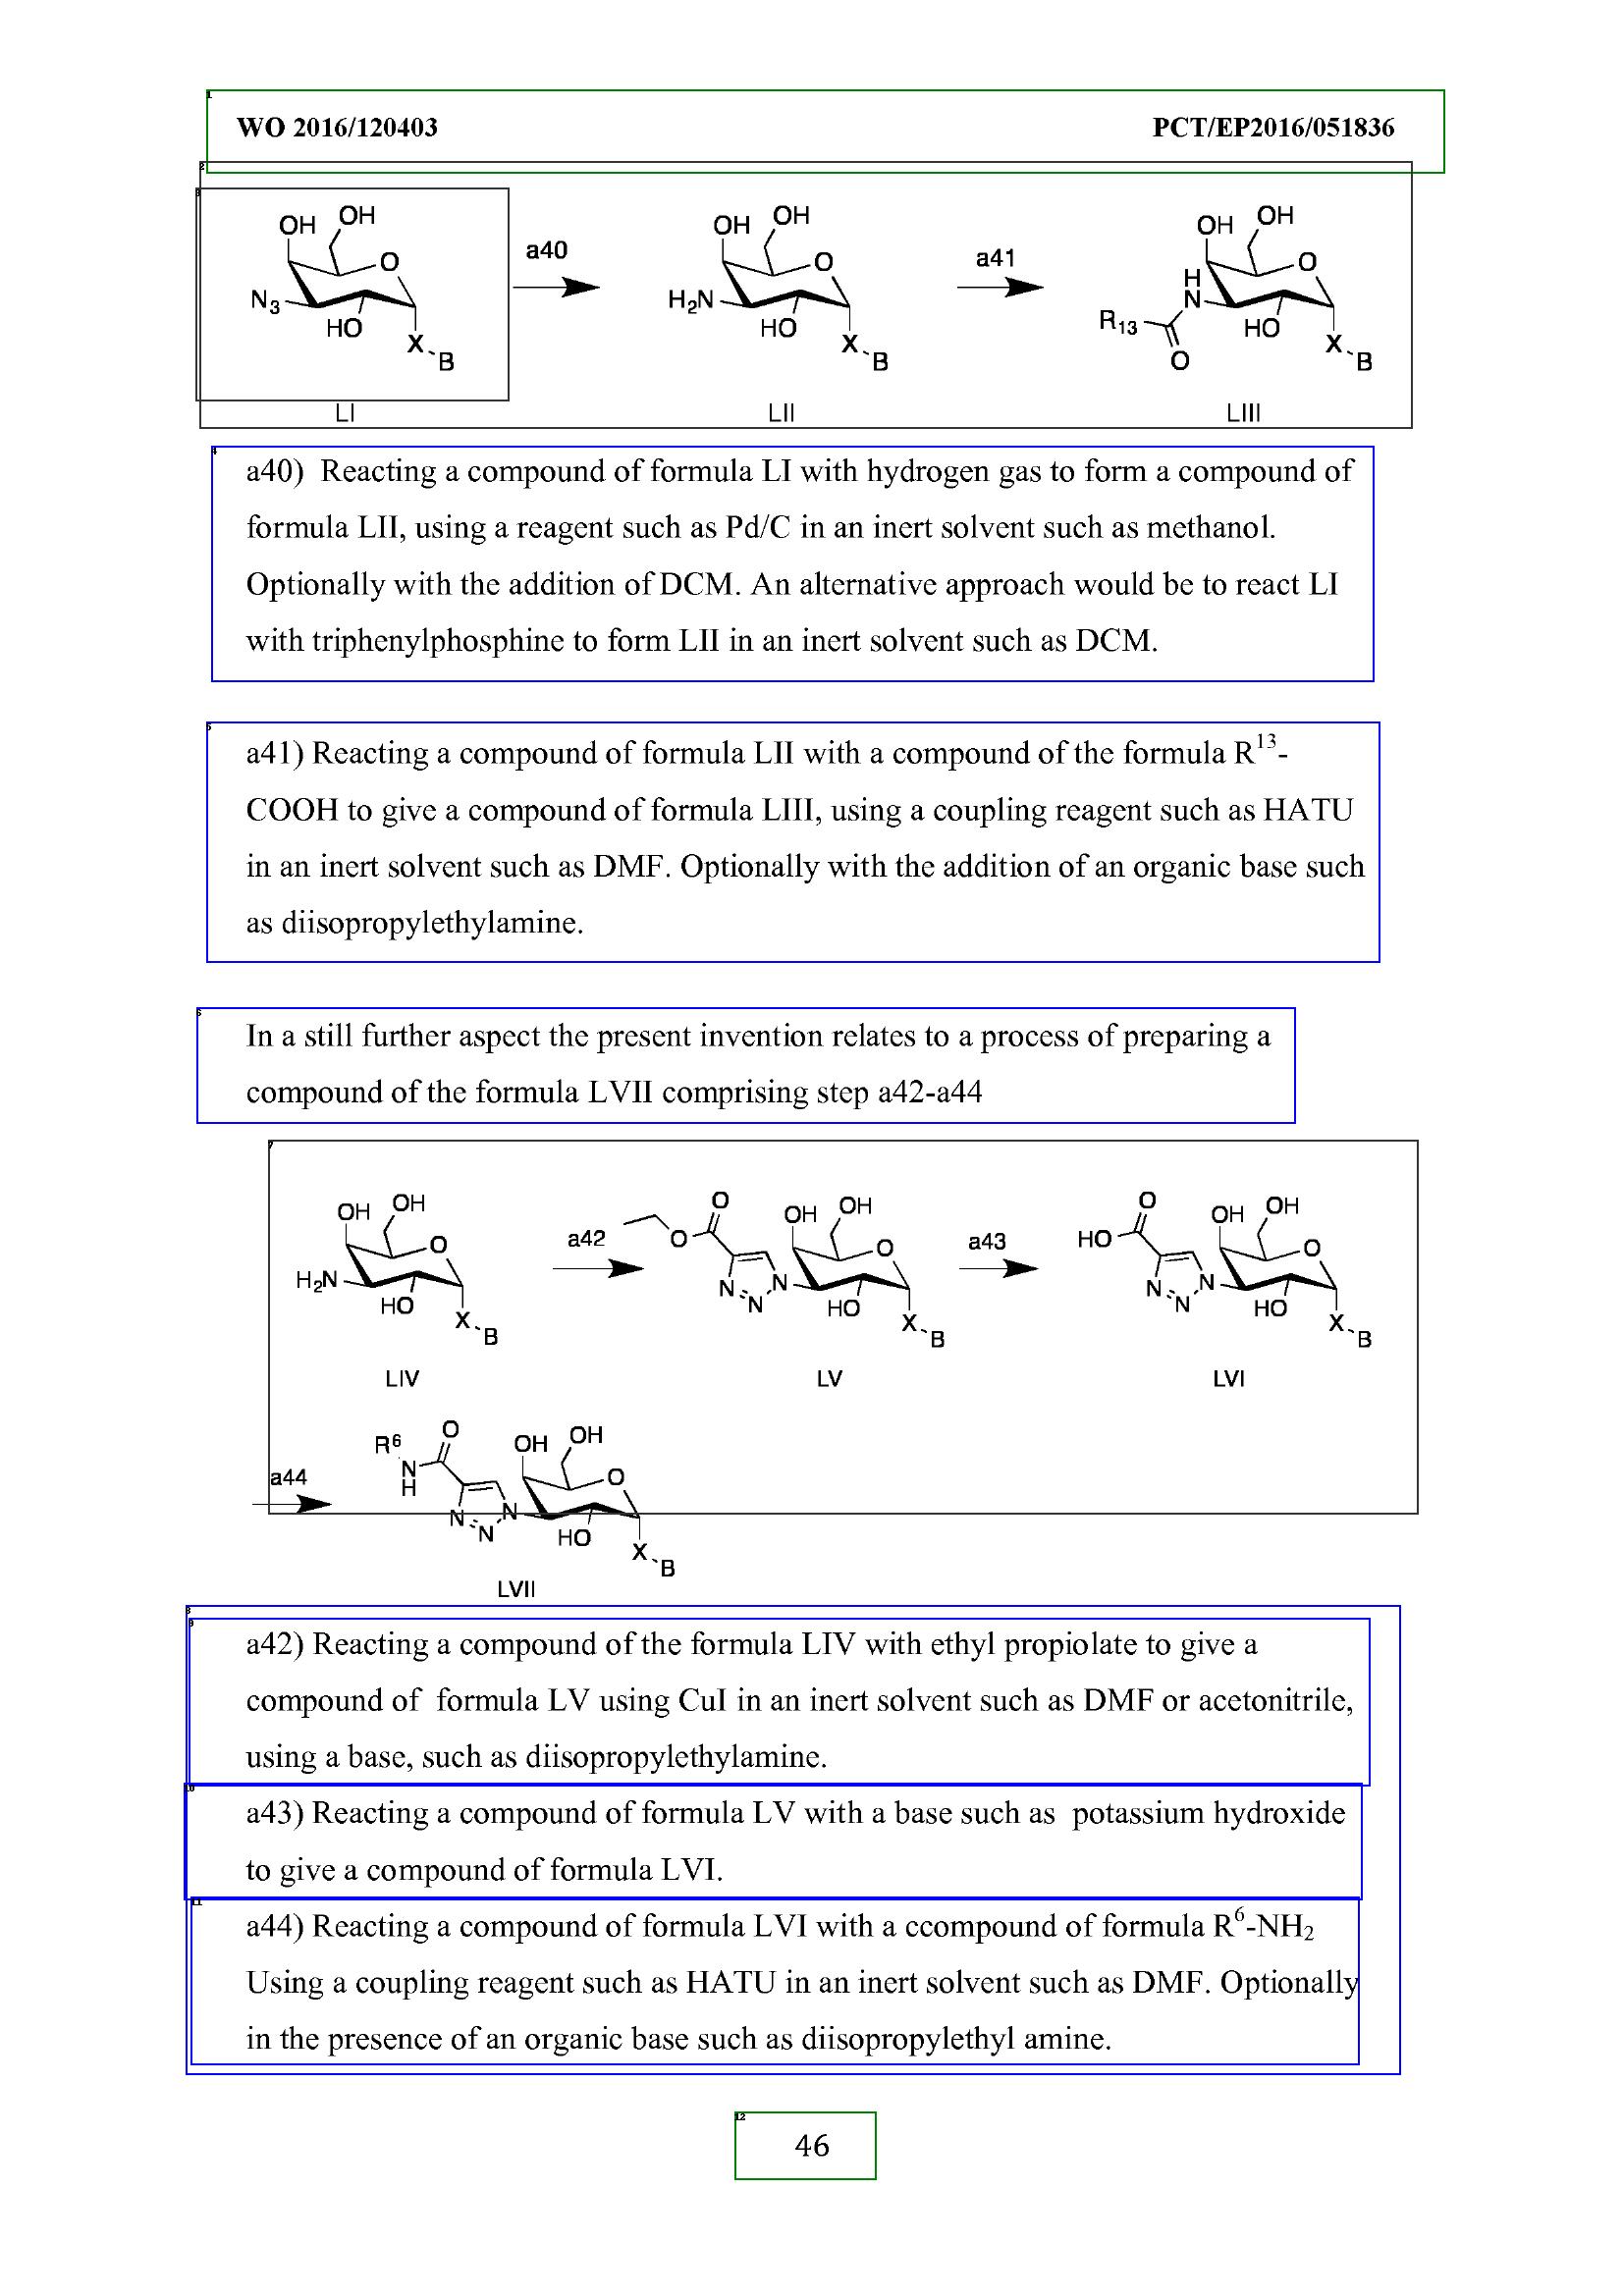 WO 2016/120403 PCT/EP2016/051836
OH OH O N3 HO X B
a40
OH OH O H2N HO X B
a41
OH OH O H N R13 O HO X B
LI LII LIII
a40) Reacting a compound of formula LI with hydrogen gas to form a compound of
formula LII, using a reagent such as Pd/C in an inert solvent such as methanol.
Optionally with the addition of DCM. An alternative approach would be to react LI
with triphenylphosphine to form LII in an inert solvent such as DCM.
a41) Reacting a compound of formula LII with a compound of the formula R13-
COOH to give a compound of formula LIII, using a coupling reagent such as HATU
in an inert solvent such as DMF. Optionally with the addition of an organic base such
as diisopropylethylamine.
In a still further aspect the present invention relates to a process of preparing a
compound of the formula LVII comprising step a42-a44
OH OH O H2N HO X B
a42
O O OH OH O N N N HO X B
a43
O HO OH OH O N N N HO X B
LIV LV LVI
a44
R6 N H O OH OH O N N N HO X B
LVII
a42) Reacting a compound of the formula LIV with ethyl propiolate to give a
compound of formula LV using CuI in an inert solvent such as DMF or acetonitrile,
using a base, such as diisopropylethylamine.
a43) Reacting a compound of formula LV with a base such as potassium hydroxide
to give a compound of formula LVI.
a44) Reacting a compound of formula LVI with a ccompound of formula R6-NH2
Using a coupling reagent such as HATU in an inert solvent such as DMF. Optionally
in the presence of an organic base such as diisopropylethyl amine.
46